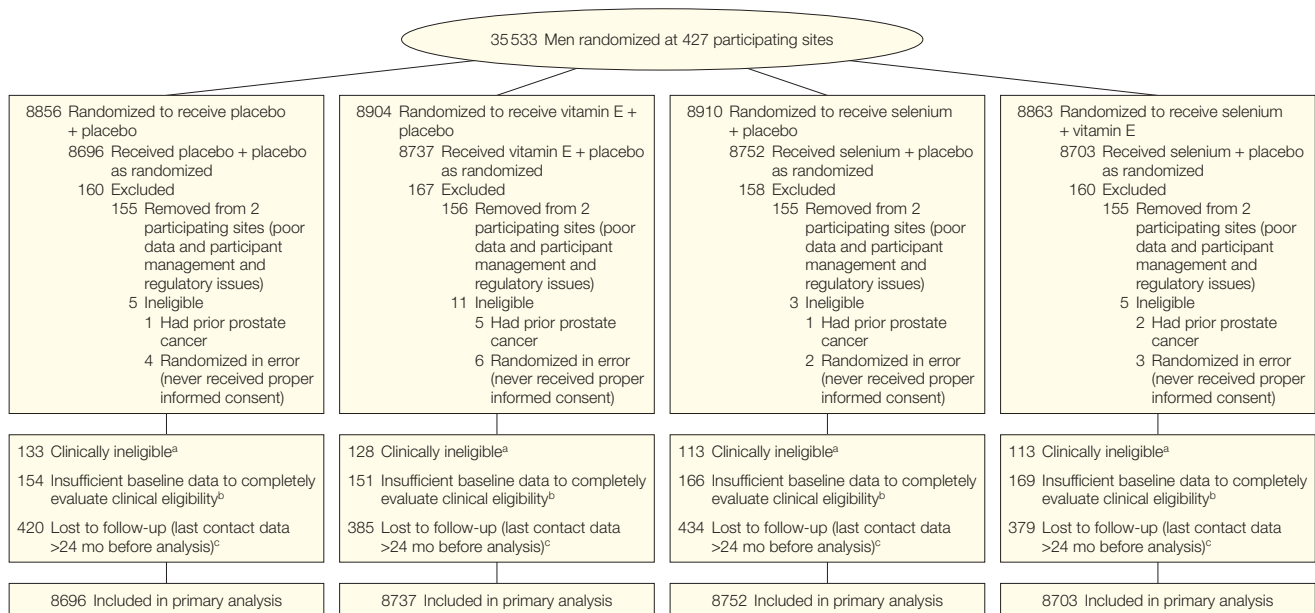 35 533 Men randomized at 427 participating sites
8856 Randomized to receive placebo
+ placebo
8696 Received placebo + placebo
as randomized
160 Excluded
155 Removed from 2
participating sites (poor
data and participant
management and
regulatory issues)
5 Ineligible
1 Had prior prostate
cancer
4 Randomized in error
(never received proper
informed consent)
8904 Randomized to receive vitamin E +
placebo
8737 Received vitamin E + placebo
as randomized
167 Excluded
156 Removed from 2
participating sites (poor
data and participant
management and
regulatory issues)
11 Ineligible
5 Had prior prostate
cancer
6 Randomized in error
(never received proper
informed consent)
8910 Randomized to receive selenium
+ placebo
8752 Received selenium + placebo
as randomized
158 Excluded
155 Removed from 2
participating sites (poor
data and participant
management and
regulatory issues)
3 Ineligible
1 Had prior prostate
cancer
2 Randomized in error
(never received proper
informed consent)
8863 Randomized to receive selenium
+ vitamin E
8703 Received selenium + placebo
as randomized
160 Excluded
155 Removed from 2
participating sites (poor
data and participant
management and
regulatory issues)
5 Ineligible
2 Had prior prostate
cancer
3 Randomized in error
(never received proper
informed consent)
133 Clinically ineligibleᵃ
154 Insufficient baseline data to completely
evaluate clinical eligibilityᵇ
420 Lost to follow-up (last contact data
>24 mo before analysis)ᶜ
128 Clinically ineligibleᵃ
151 Insufficient baseline data to completely
evaluate clinical eligibilityᵇ
385 Lost to follow-up (last contact data
>24 mo before analysis)ᶜ
113 Clinically ineligibleᵃ
166 Insufficient baseline data to completely
evaluate clinical eligibilityᵇ
434 Lost to follow-up (last contact data
>24 mo before analysis)ᶜ
113 Clinically ineligibleᵃ
169 Insufficient baseline data to completely
evaluate clinical eligibilityᵇ
379 Lost to follow-up (last contact data
>24 mo before analysis)ᶜ
8696 Included in primary analysis
8737 Included in primary analysis
8752 Included in primary analysis
8703 Included in primary analysis